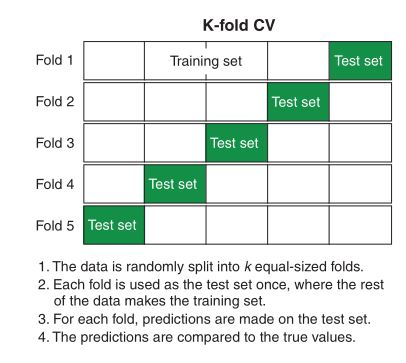 K-fold CV
Fold 1
Training set
Test set
Fold 2
Test set
Fold 3
Test set
Fold 4
Test set
Fold 5
Test set
1. The data is randomly split into k equal-sized folds.
2. Each fold is used as the test set once, where the rest
of the data makes the training set.
3. For each fold, predictions are made on the test set.
4. The predictions are compared to the true values.